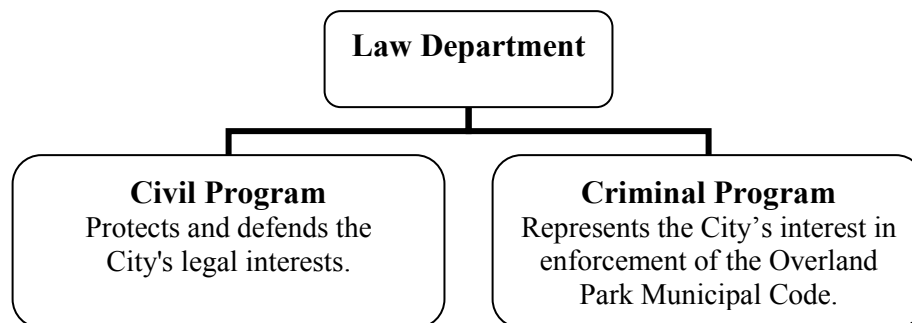 Law Department
Civil Program
Protects and defends the
City's legal interests.
Criminal Program
Represents the City’s interest in
enforcement of the Overland
Park Municipal Code.